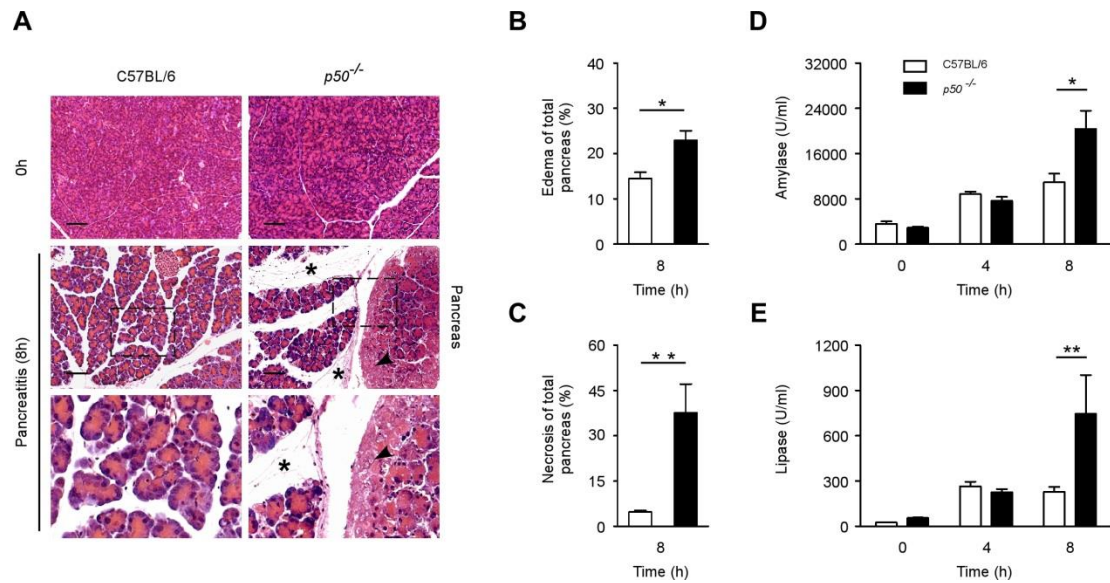 A
C57BL/6
p50-/-
0h
Pancreatitis (8h)
*
*
*
Pancreas
B
Edema of total
pancreas (%)
40
30
20
10
0
*
8
Time (h)
C
Necrosis of total
pancreas (%)
60
45
30
15
0
* *
8
Time (h)
D
C57BL/6
p50 -/-
Amylase (U/ml)
32000
24000
16000
8000
0
*
0 4 8
Time (h)
E
Lipase (U/ml)
1200
900
600
300
0
**
0 4 8
Time (h)